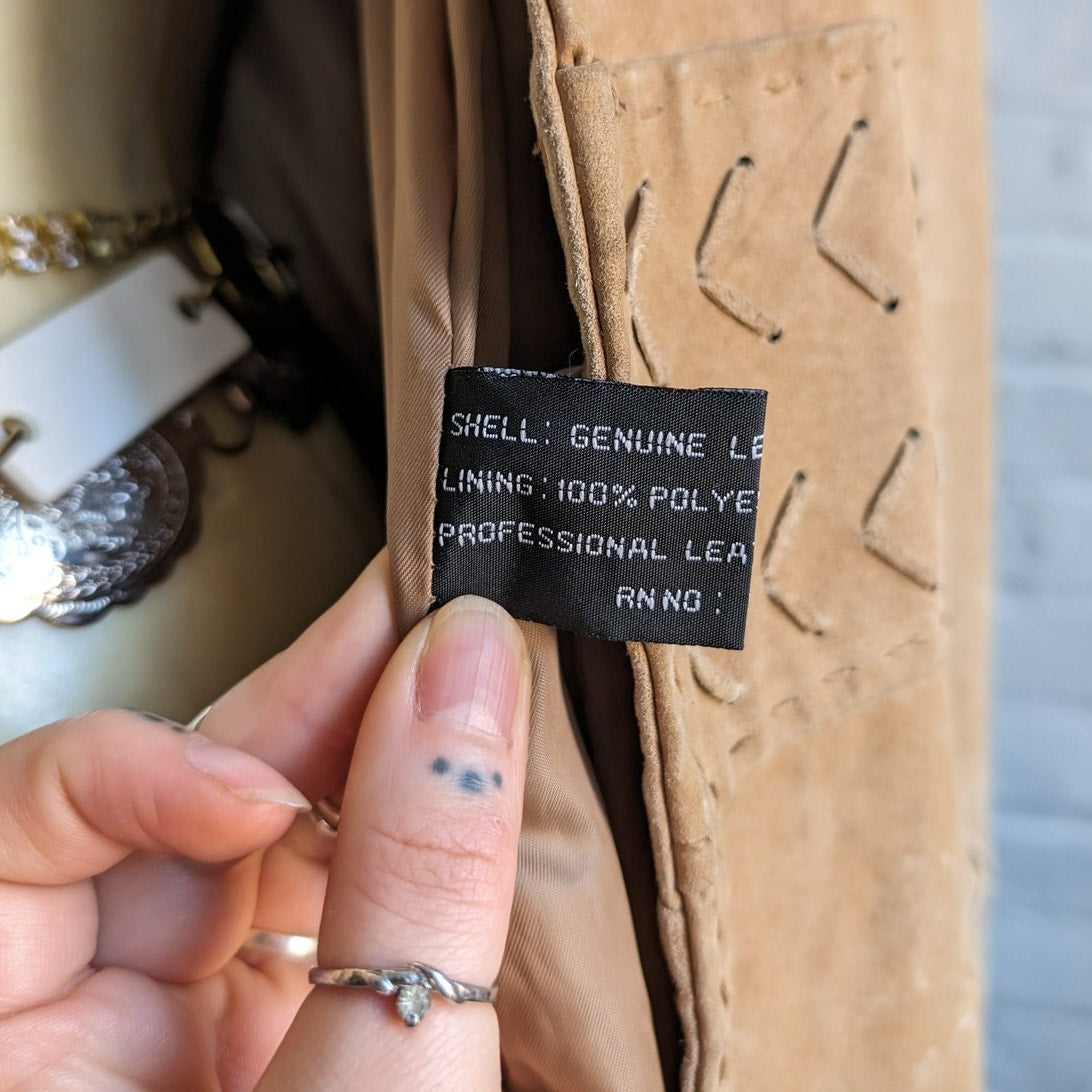 SHELL: GENUINE LE
LINING: 100% POLYE
PROFESSIONAL LEA
RN NO :